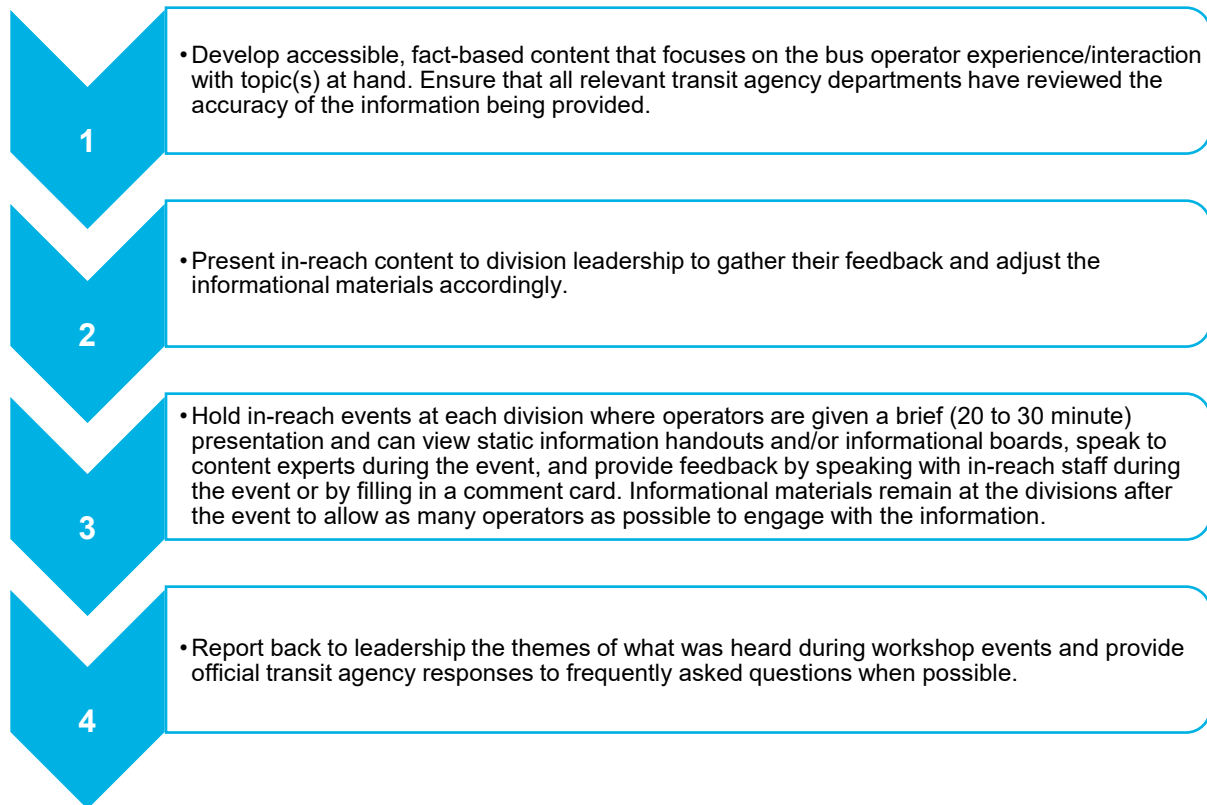 1
• Develop accessible, fact-based content that focuses on the bus operator experience/interaction
with topic(s) at hand. Ensure that all relevant transit agency departments have reviewed the
accuracy of the information being provided.
2
• Present in-reach content to division leadership to gather their feedback and adjust the
informational materials accordingly.
3
• Hold in-reach events at each division where operators are given a brief (20 to 30 minute)
presentation and can view static information handouts and/or informational boards, speak to
content experts during the event, and provide feedback by speaking with in-reach staff during
the event or by filling in a comment card. Informational materials remain at the divisions after
the event to allow as many operators as possible to engage with the information.
4
• Report back to leadership the themes of what was heard during workshop events and provide
official transit agency responses to frequently asked questions when possible.